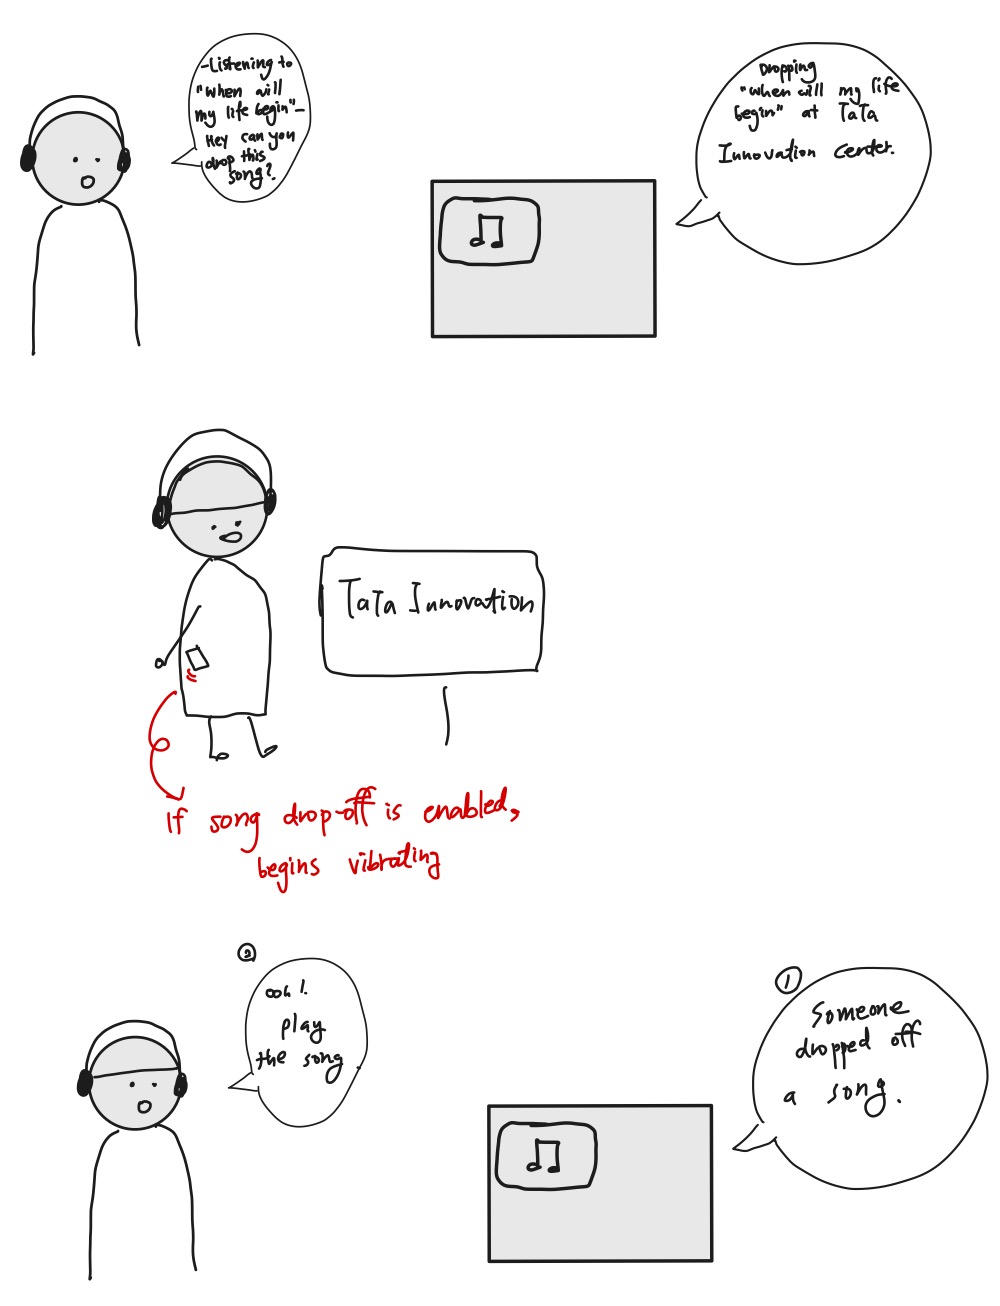 -Listening to
"when will
my life begin"-
Hey can you
drop this
song?
Dropping
"when will my life
begin" at TaTa
Innovation Center.
TaTa Innovation
If song drop-off is enabled,
begins vibrating
②
ooh!
play
the song.
①
Someone
dropped off
a song.